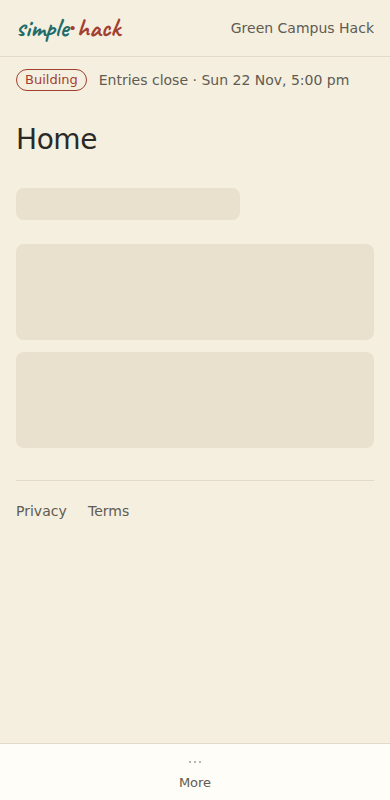 simple·hack
Green Campus Hack
Building
Entries close · Sun 22 Nov, 5:00 pm
Home
Privacy
Terms
More